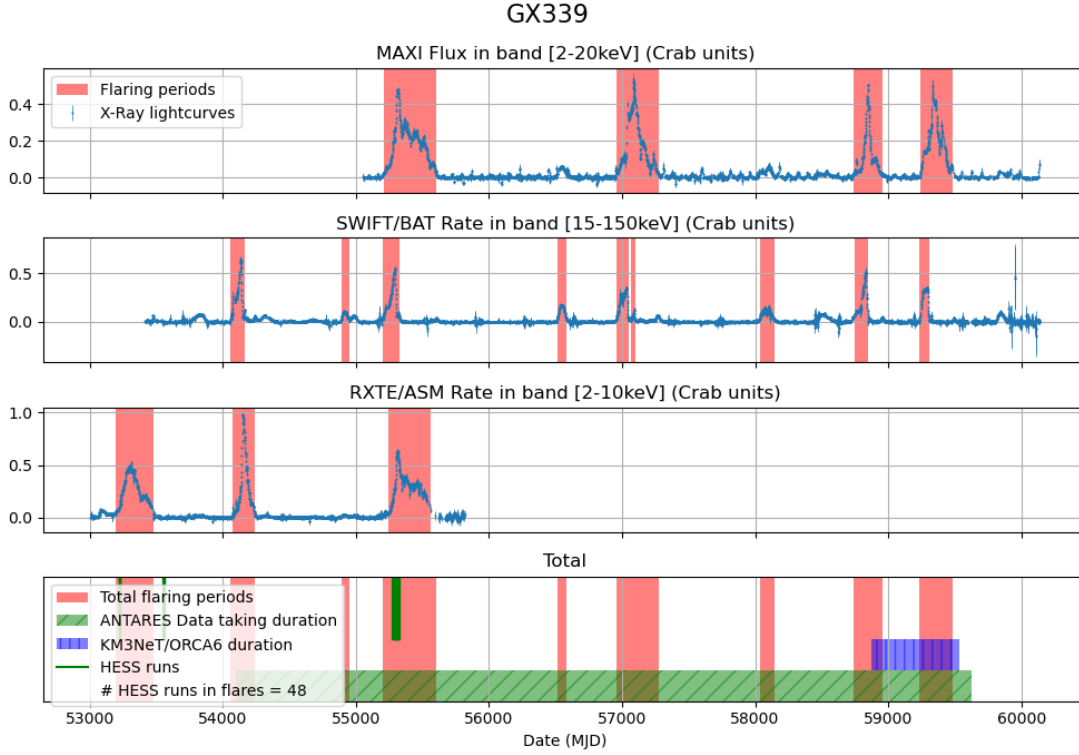 GX339
MAXI Flux in band [2-20keV] (Crab units)
Flaring periods
X-Ray lightcurves
0.4
0.2
0.0
SWIFT/BAT Rate in band [15-150keV] (Crab units)
0.5
0.0
RXTE/ASM Rate in band [2-10keV] (Crab units)
1.0
0.5
0.0
Total
Total flaring periods
ANTARES Data taking duration
KM3NeT/ORCA6 duration
HESS runs
# HESS runs in flares = 48
53000 54000 55000 56000 57000 58000 59000 60000
Date (MJD)